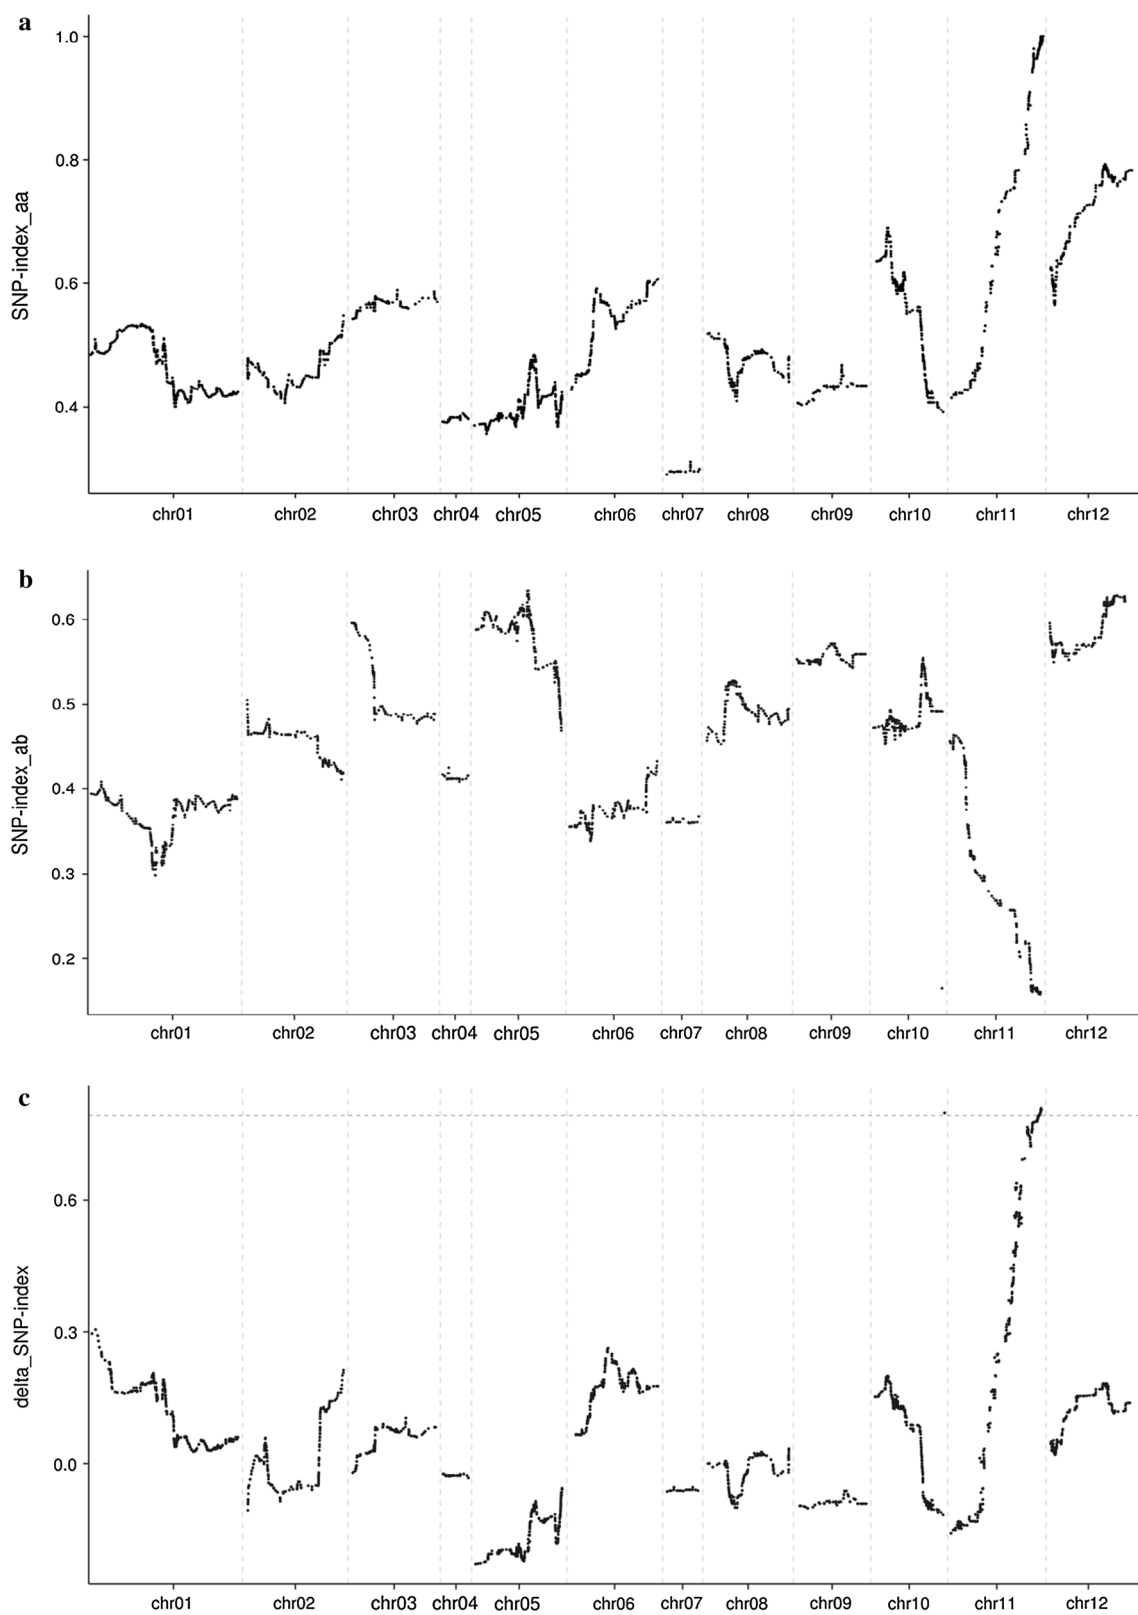 a
1.0
0.8
0.6
0.4
SNP-index_aa
chr01 chr02 chr03 chr04 chr05 chr06 chr07 chr08 chr09 chr10 chr11 chr12
b
0.6
0.5
0.4
0.3
0.2
SNP-index_ab
chr01 chr02 chr03 chr04 chr05 chr06 chr07 chr08 chr09 chr10 chr11 chr12
c
0.6
0.3
0.0
delta_SNP-index
chr01 chr02 chr03 chr04 chr05 chr06 chr07 chr08 chr09 chr10 chr11 chr12